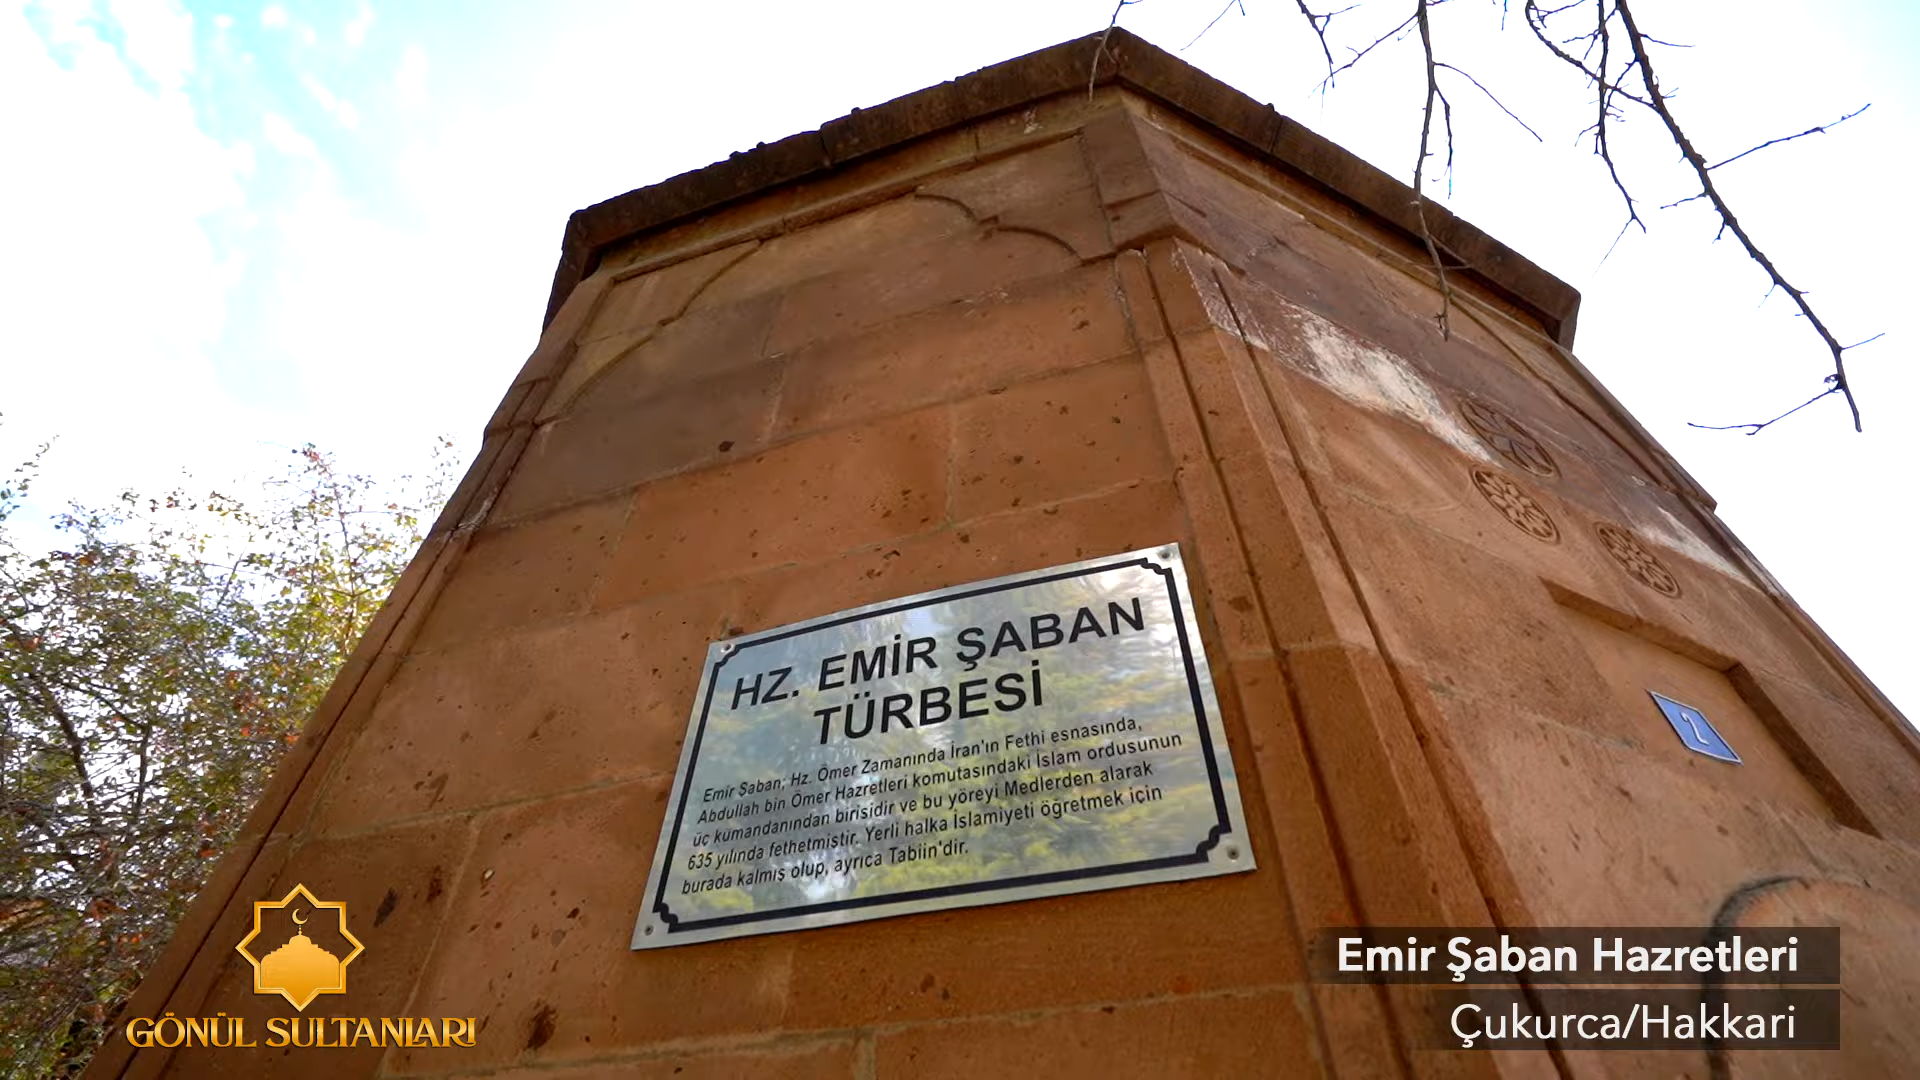 HZ. EMİR ŞABAN
TÜRBESİ
Emir Şaban; Hz. Ömer Zamanında İran'ın Fethi esnasında,
Abdullah bin Ömer Hazretleri komutasındaki İslam ordusunun
üç kumandanından birisidir ve bu yöreyi Medlerden alarak
635 yılında fethetmiştir. Yerli halka İslamiyeti öğretmek için
burada kalmış olup, ayrıca Tabiin'dir.
2
GÖNÜL SULTANLARI
Emir Şaban Hazretleri
Çukurca/Hakkari